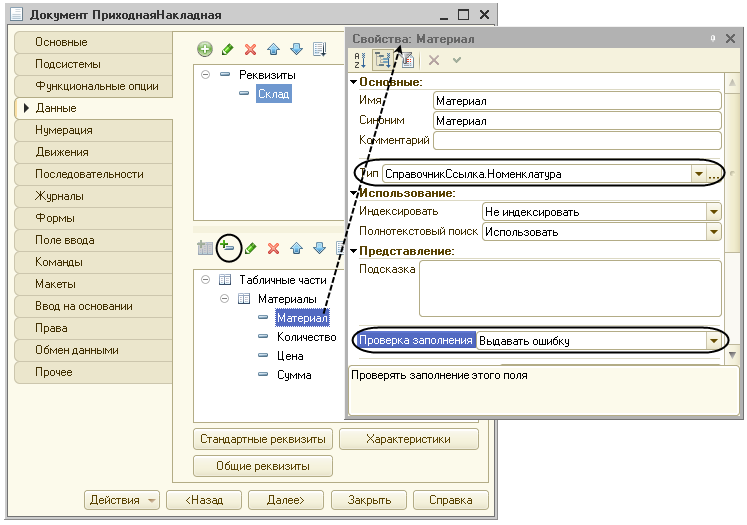 Документ ПриходнаяНакладная
Основные
Подсистемы
Функциональные опции
Данные
Нумерация
Движения
Последовательности
Журналы
Формы
Поле ввода
Команды
Макеты
Ввод на основании
Права
Обмен данными
Прочее
Реквизиты
Склад
Табличные части
Материалы
Материал
Количество
Цена
Сумма
Стандартные реквизиты
Характеристики
Общие реквизиты
Действия
<Назад
Далее>
Закрыть
Справка
Свойства: Материал
Основные:
Имя
Материал
Синоним
Материал
Комментарий
Тип
СправочникСсылка.Номенклатура
...
Использование:
Индексировать
Не индексировать
Полнотекстовый поиск
Использовать
Представление:
Подсказка
Проверка заполнения
Выдавать ошибку
Проверять заполнение этого поля